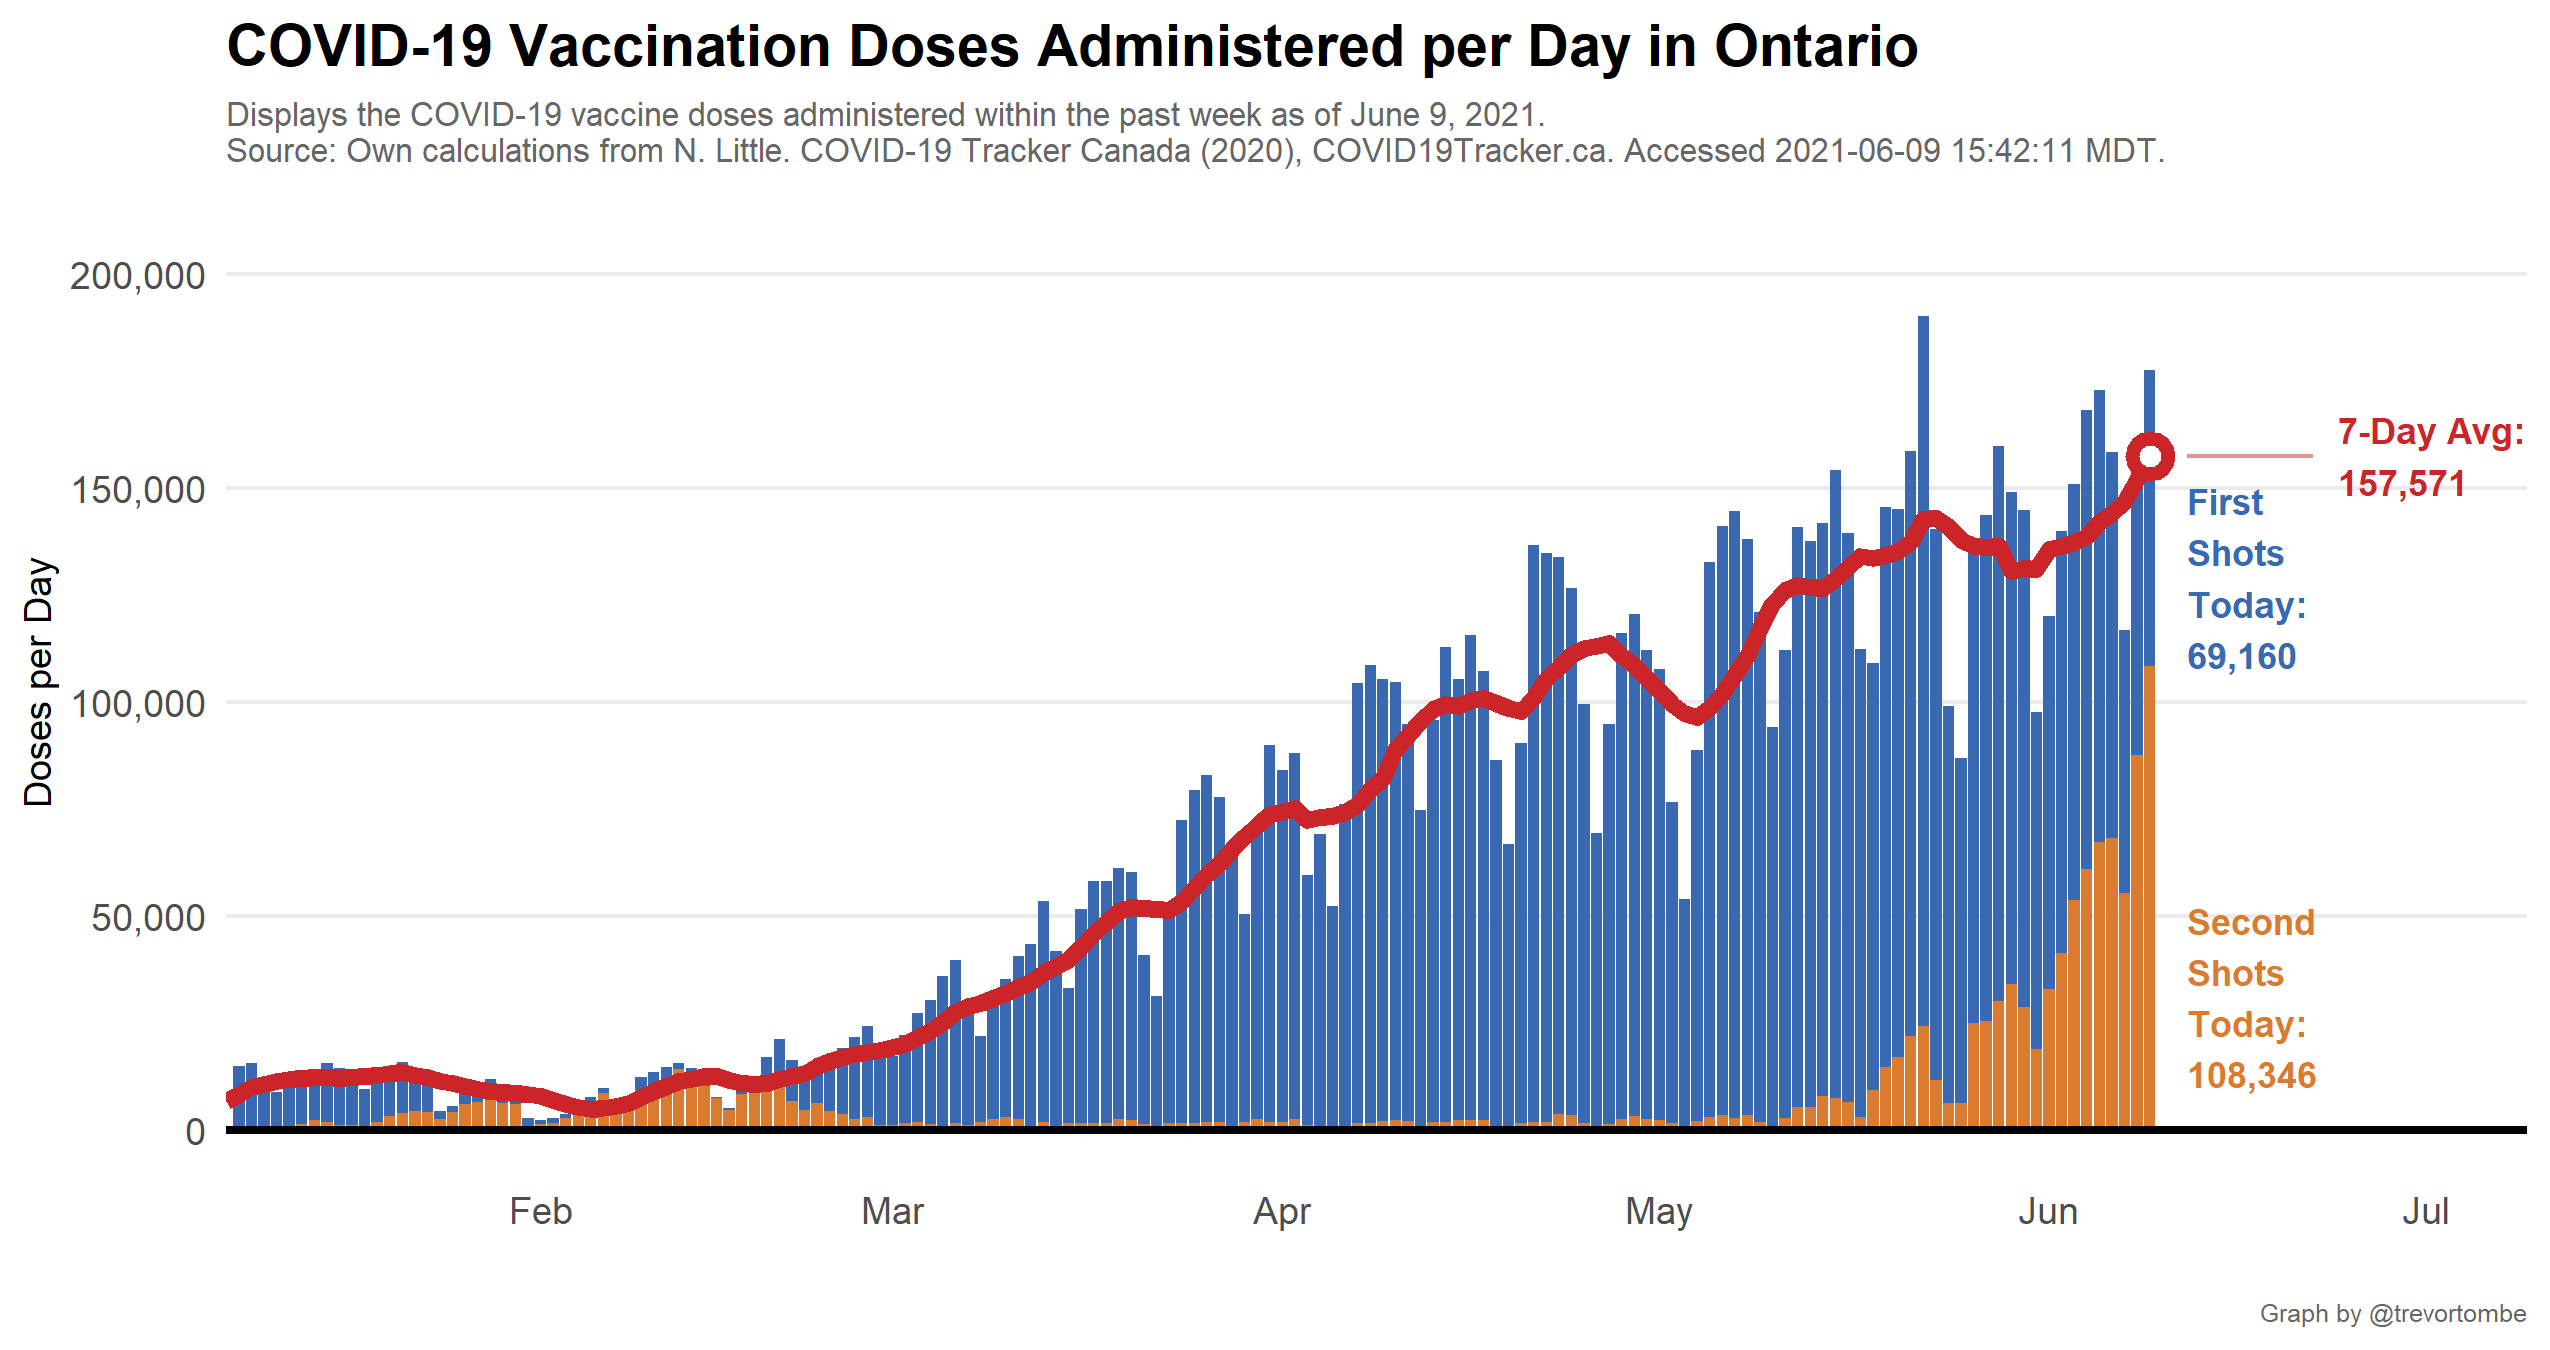 COVID-19 Vaccination Doses Administered per Day in Ontario
Displays the COVID-19 vaccine doses administered within the past week as of June 9, 2021.
Source: Own calculations from N. Little. COVID-19 Tracker Canada (2020), COVID19Tracker.ca. Accessed 2021-06-09 15:42:11 MDT.
Doses per Day
200,000
150,000
100,000
50,000
0
7-Day Avg:
157,571
First
Shots
Today:
69,160
Second
Shots
Today:
108,346
Feb
Mar
Apr
May
Jun
Jul
Graph by @trevortombe